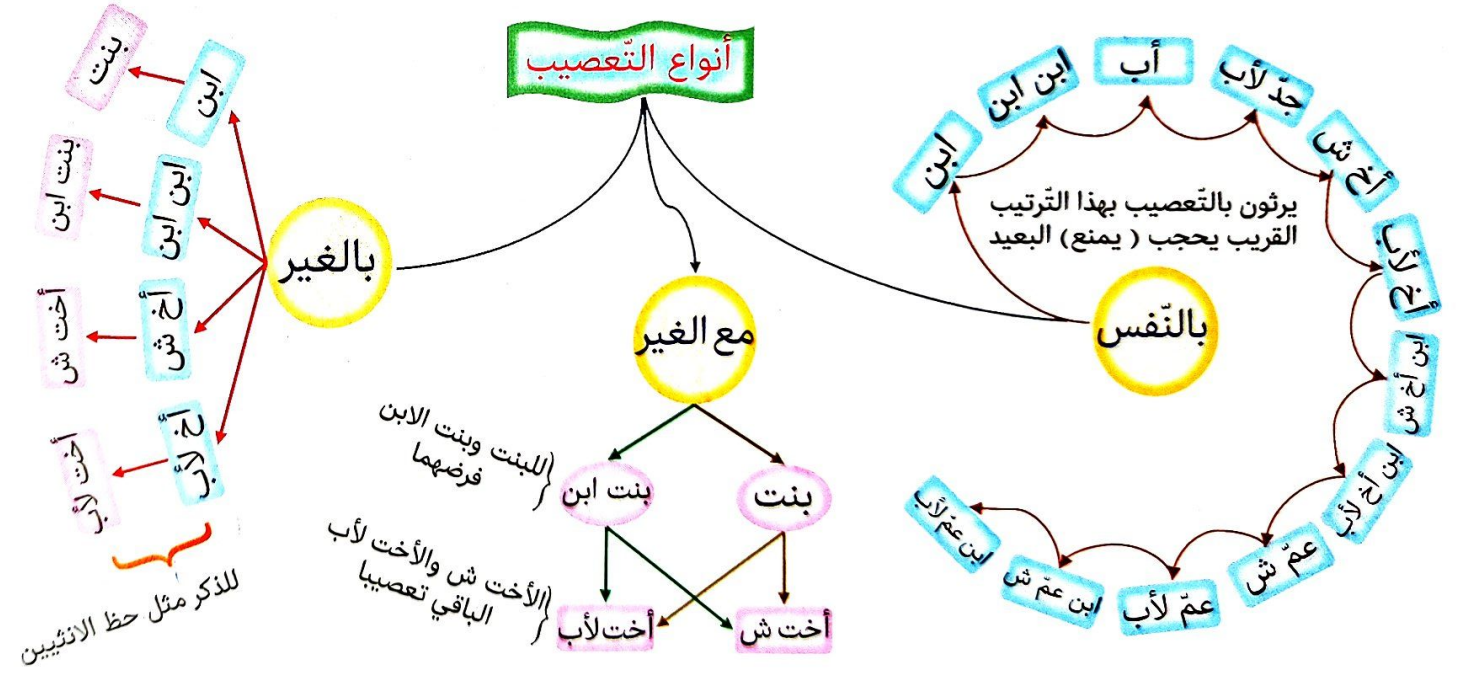 أنواع التّعصيب
بالنّفس
يرثون بالتّعصيب بهذا التّرتيب
القريب يحجب ( يمنع) البعيد
ابن
ابن ابن
أب
جدّ لأب
أخ ش
أخ لأب
ابن أخ ش
ابن أخ لأب
عمّ ش
عمّ لأب
ابن عمّ ش
ابن عمّ لأب
مع الغير
بنت
بنت ابن
للبنت وبنت الابن
فرضهما
أخت ش
أخت لأب
الأخت ش والأخت لأب
الباقي تعصيبا
بالغير
ابن
بنت
ابن ابن
بنت ابن
أخ ش
أخت ش
أخ لأب
أخت لأب
للذكر مثل حظ الانثيين